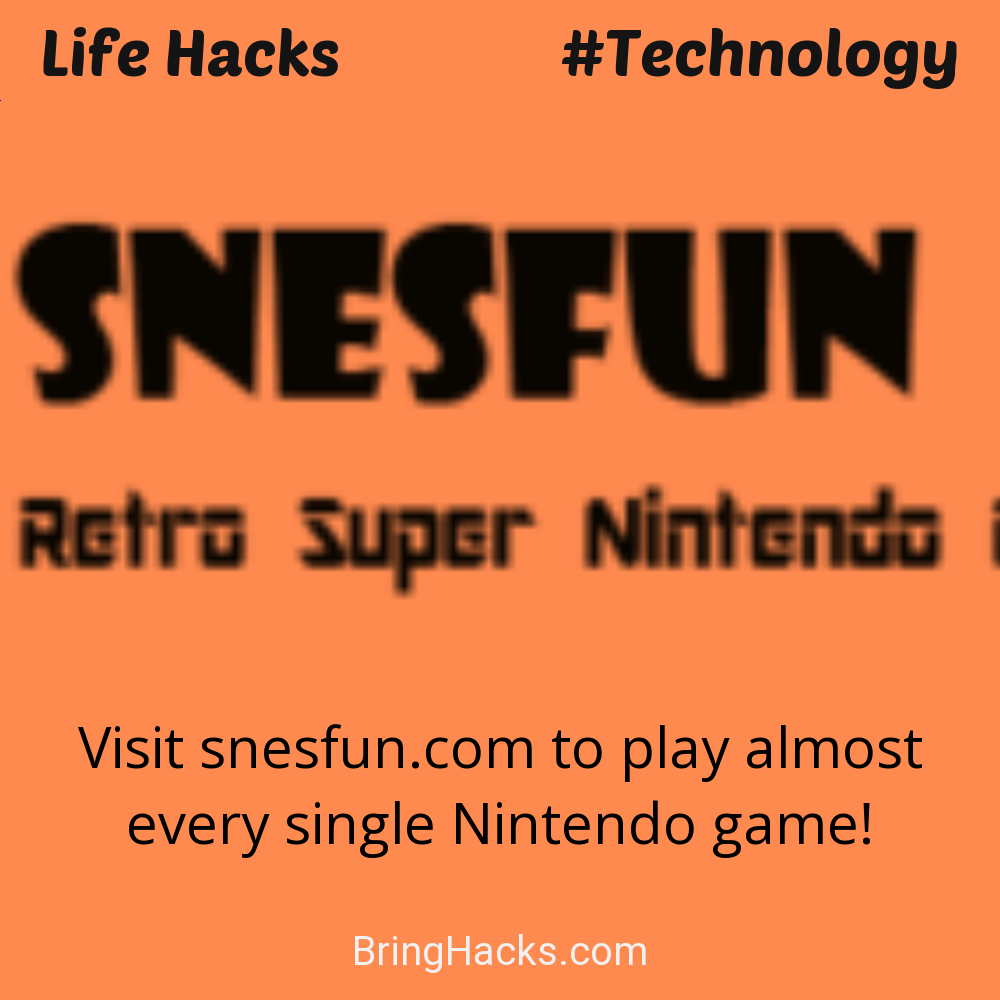 Life Hacks #Technology
SNESFUN
Retro Super Nintendo
Visit snesfun.com to play almost
every single Nintendo game!
BringHacks.com